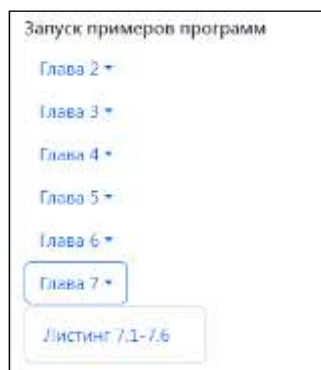 Запуск примеров программ
Глава 2
Глава 3
Глава 4
Глава 5
Глава 6
Глава 7
Листинг 7.1-7.6